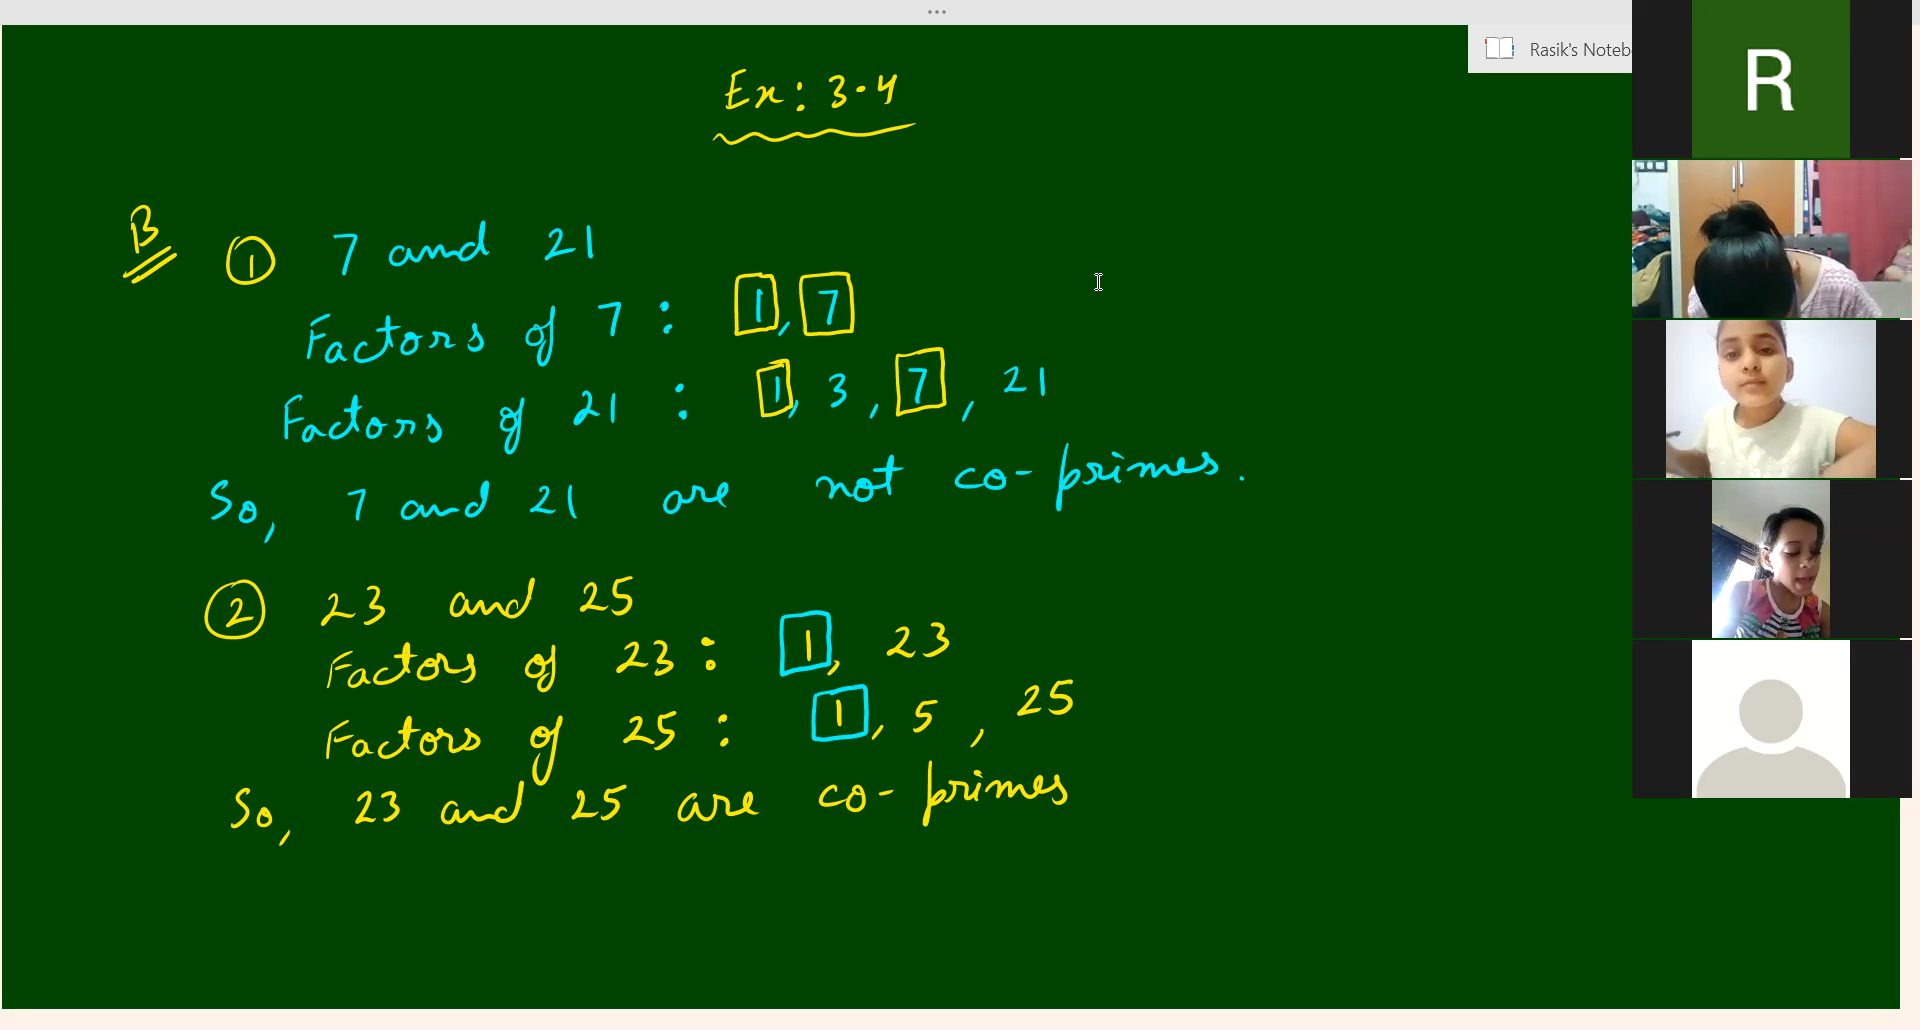 Rasik's Noteb
R
Ex: 3.4
B
1 7 and 21
Factors of 7 : 1, 7
Factors of 21 : 1, 3, 7, 21
So, 7 and 21 are not co-primes.
2 23 and 25
Factors of 23 : 1, 23
Factors of 25 : 1, 5, 25
So, 23 and 25 are co-primes